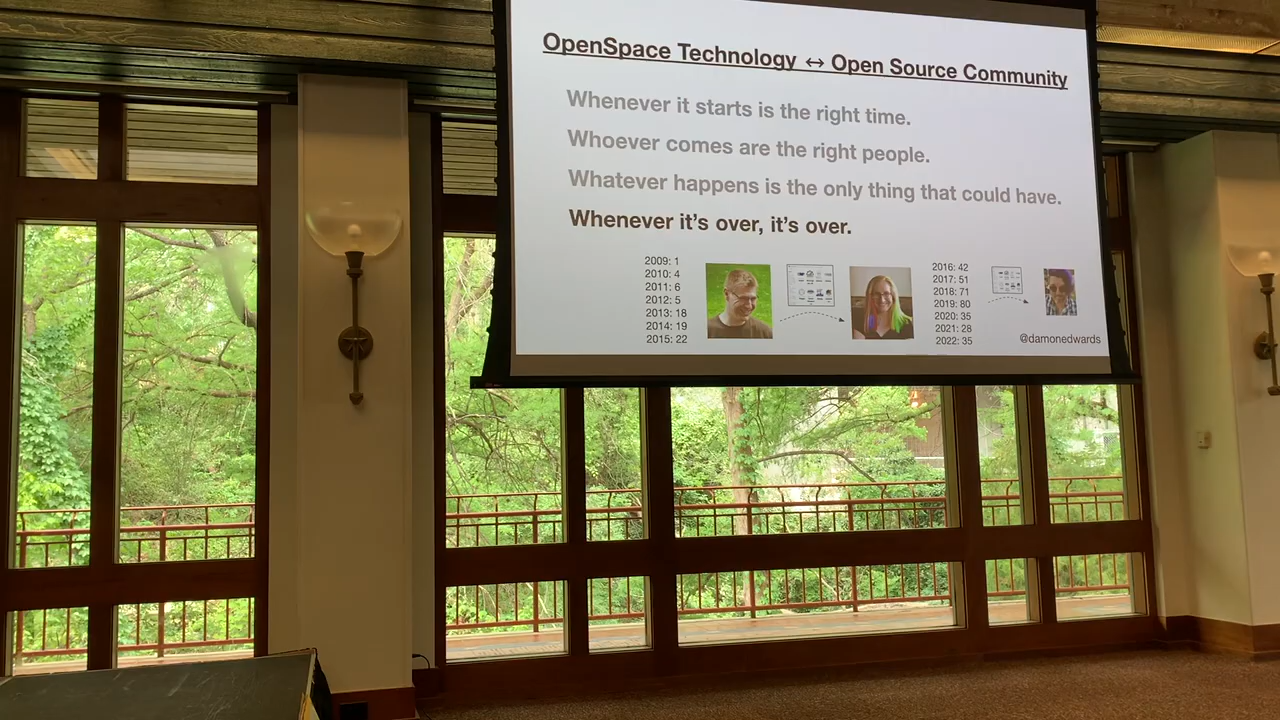 OpenSpace Technology ↔ Open Source Community
Whenever it starts is the right time.
Whoever comes are the right people.
Whatever happens is the only thing that could have.
Whenever it's over, it's over.
2009: 1
2010: 4
2011: 6
2012: 5
2013: 18
2014: 19
2015: 22
2016: 42
2017: 51
2018: 71
2019: 80
2020: 35
2021: 28
2022: 35
@damonedwards